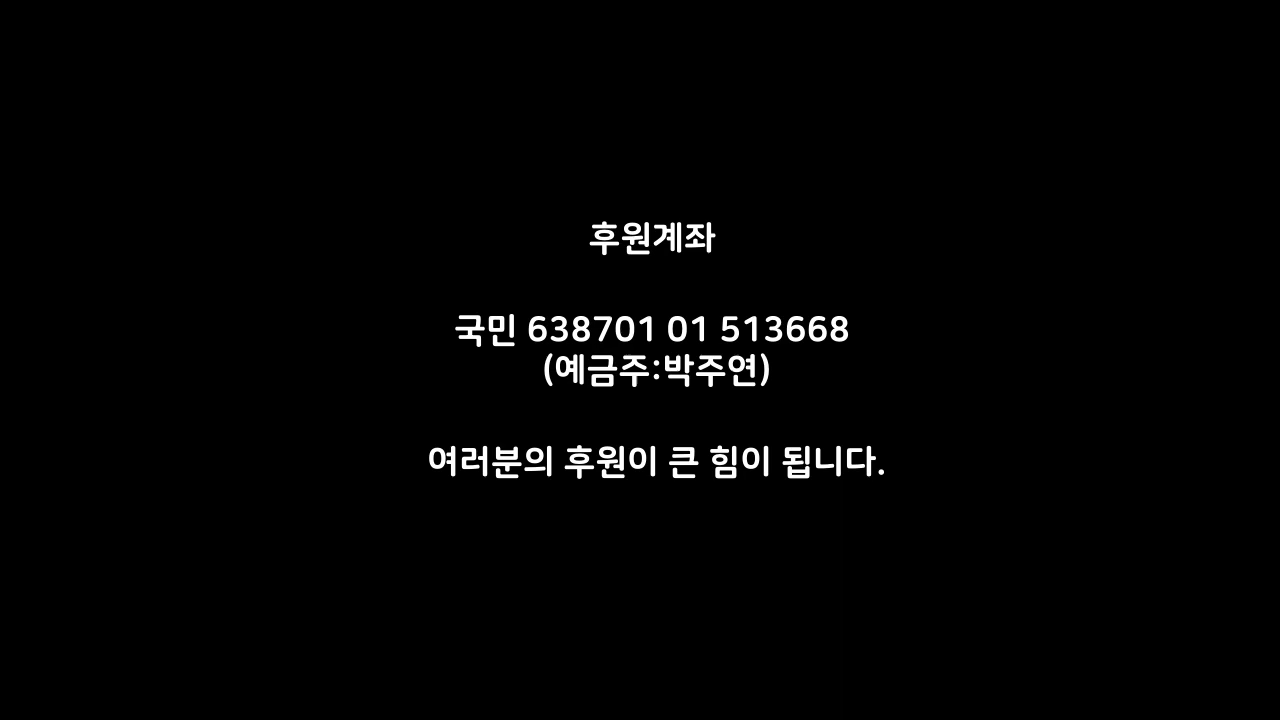 후원계좌
국민 638701 01 513668
(예금주:박주연)
여러분의 후원이 큰 힘이 됩니다.